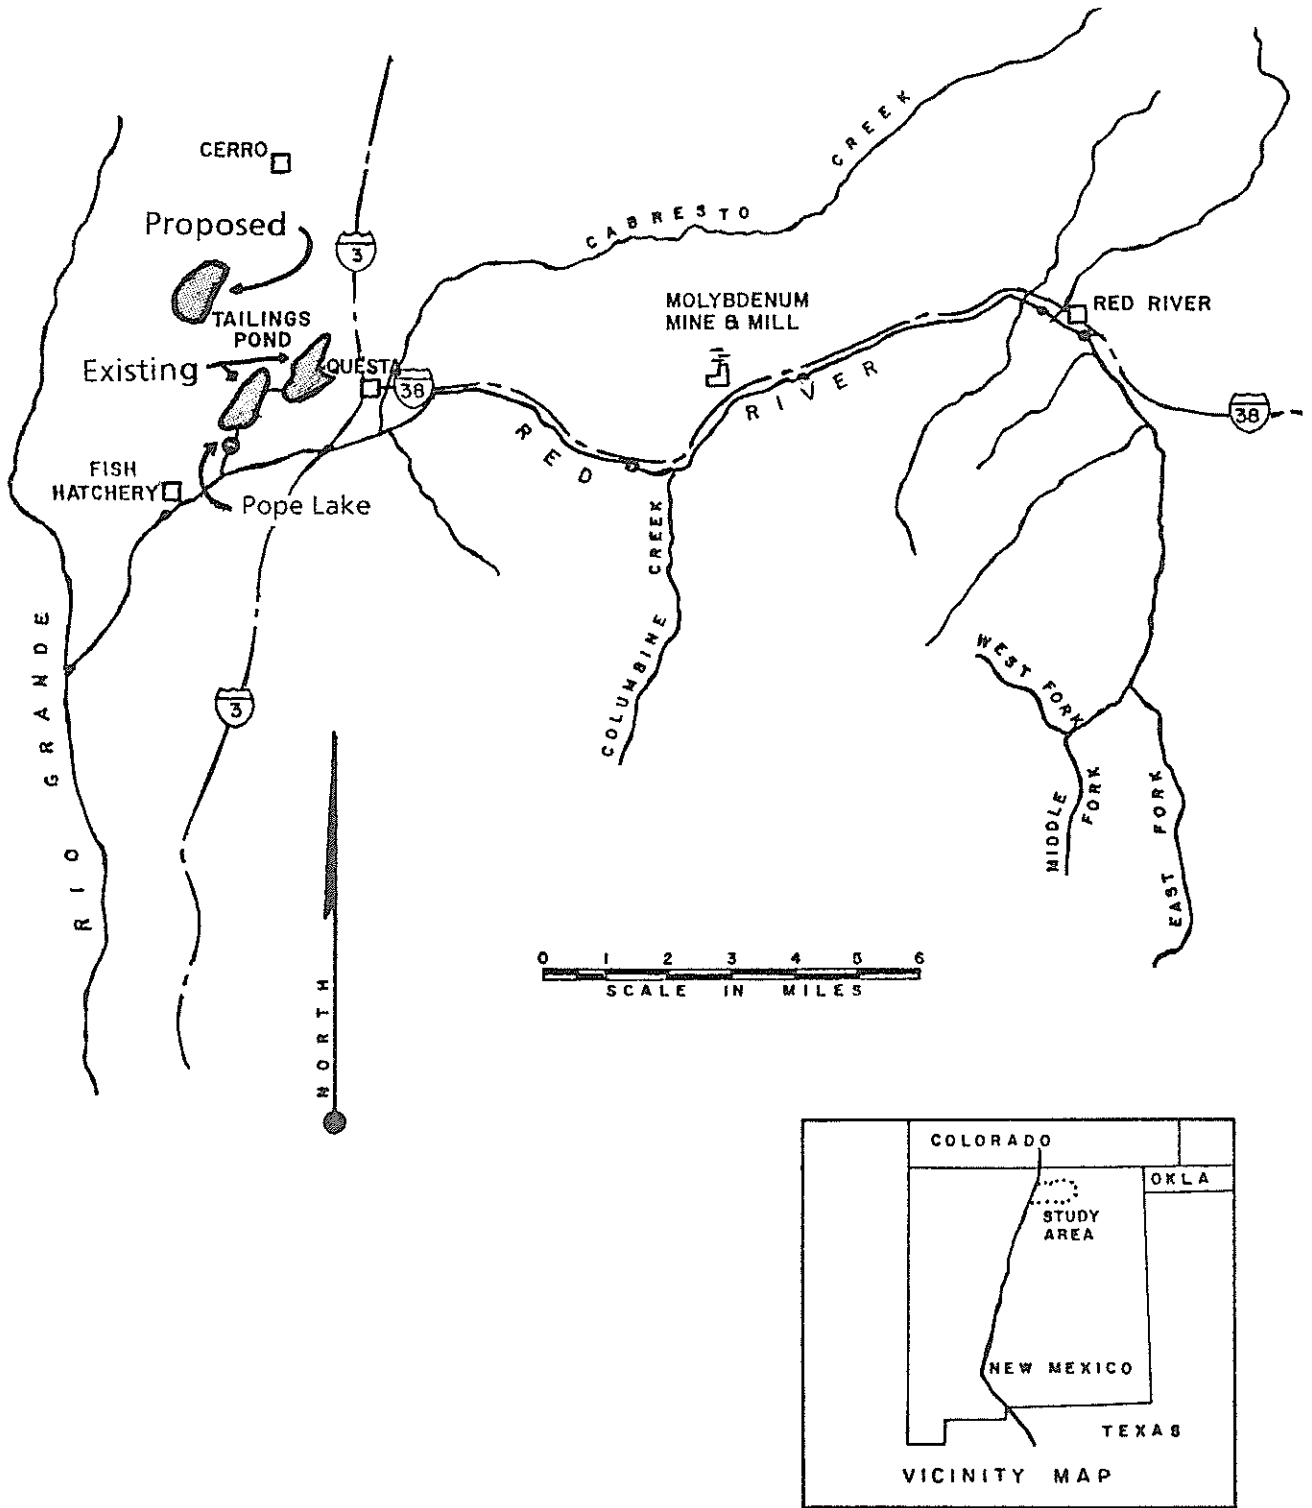 CERRO
Proposed
3
CABRESTO CREEK
TAILINGS
POND
MOLYBDENUM
MINE & MILL
RED RIVER
Existing
QUESTA
38
RED RIVER
38
FISH
HATCHERY
Pope Lake
COLUMBINE CREEK
RIO GRANDE
3
WEST FORK
MIDDLE
FORK
EAST FORK
0 1 2 3 4 5 6
SCALE IN MILES
NORTH
COLORADO
OKLA
STUDY
AREA
NEW MEXICO
TEXAS
VICINITY MAP